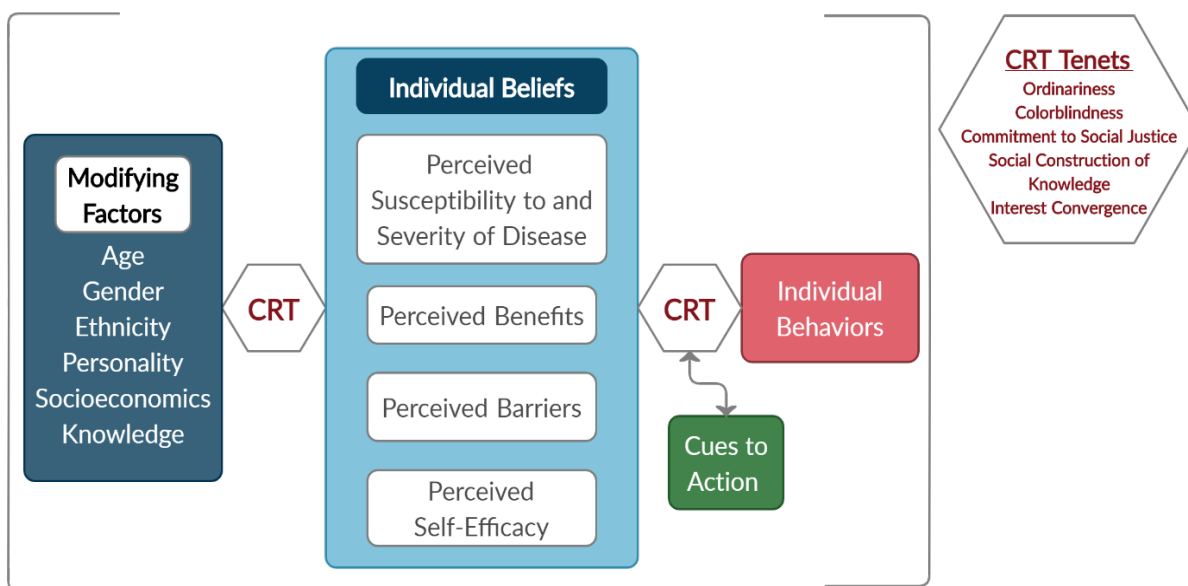 Modifying
Factors
Age
Gender
Ethnicity
Personality
Socioeconomics
Knowledge
CRT
Individual Beliefs
Perceived
Susceptibility to and
Severity of Disease
Perceived Benefits
Perceived Barriers
Perceived
Self-Efficacy
CRT
Cues to
Action
Individual
Behaviors
CRT Tenets
Ordinariness
Colorblindness
Commitment to Social Justice
Social Construction of
Knowledge
Interest Convergence